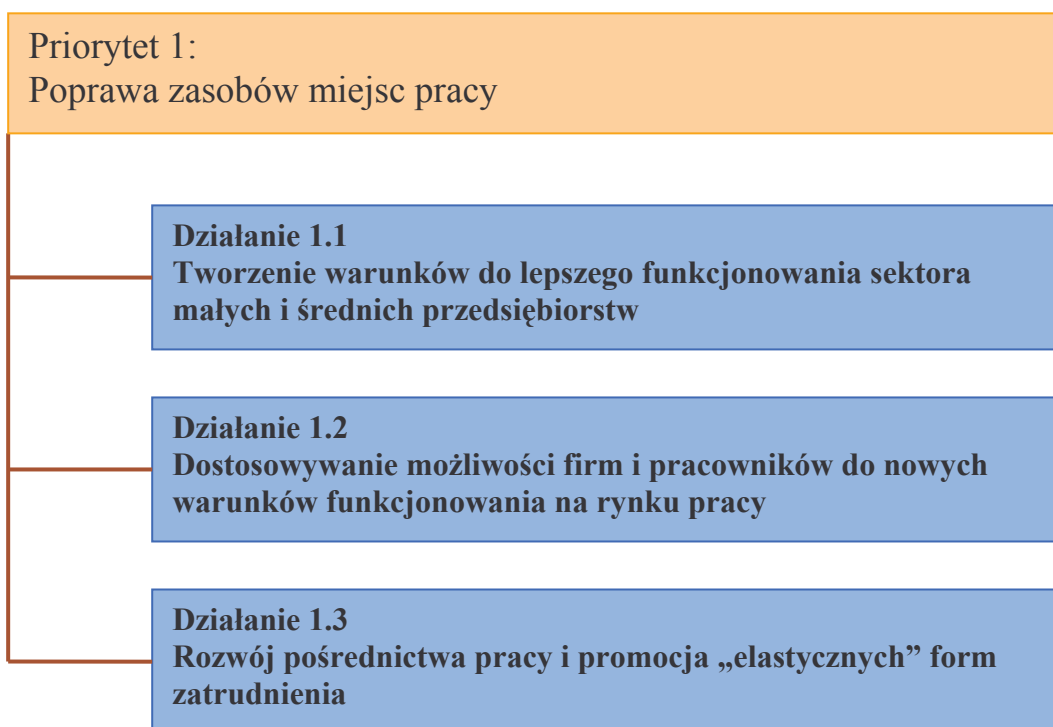 Priorytet 1:
Poprawa zasobów miejsc pracy
Działanie 1.1
Tworzenie warunków do lepszego funkcjonowania sektora
małych i średnich przedsiębiorstw
Działanie 1.2
Dostosowywanie możliwości firm i pracowników do nowych
warunków funkcjonowania na rynku pracy
Działanie 1.3
Rozwój pośrednictwa pracy i promocja „elastycznych” form
zatrudnienia